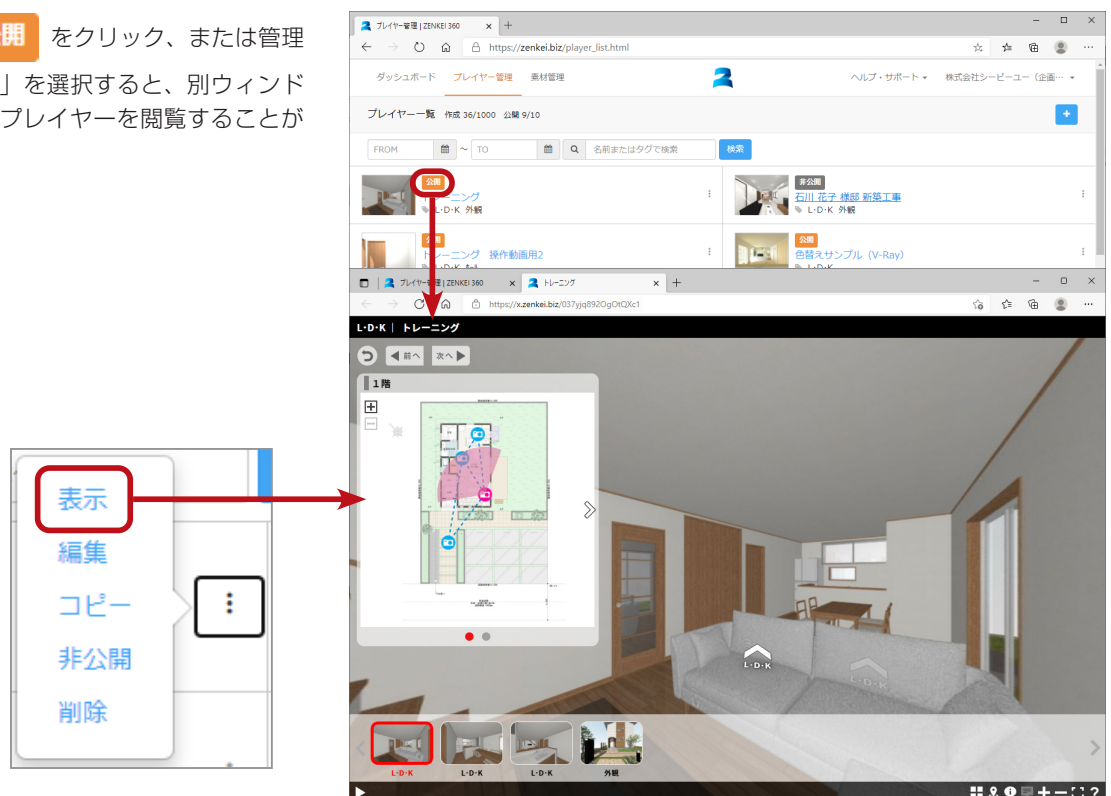 開 をクリック、または管理
」を選択すると、別ウィンド
プレイヤーを閲覧することが
プレイヤー管理 | ZENKEI 360
https://zenkei.biz/player_list.html
ダッシュボード プレイヤー管理 素材管理
ヘルプ・サポート 株式会社シーピーユー（企画…
プレイヤー一覧 作成 36/1000 公開 9/10
FROM ～ TO 名前またはタグで検索 検索
公開
トレーニング
L・D・K 外観
非公開
石川 花子 様邸 新築工事
L・D・K 外観
公開
トレーニング 操作動画用2
L・D・K ホール
公開
色替えサンプル（V-Ray）
L・D・K
プレイヤー管理 | ZENKEI 360
トレーニング
https://x.zenkei.biz/037yjq892OgOtQXc1
L・D・K｜トレーニング
前へ 次へ
1階
L・D・K
L・D・K
L・D・K L・D・K L・D・K 外観
表示
編集
コピー
非公開
削除